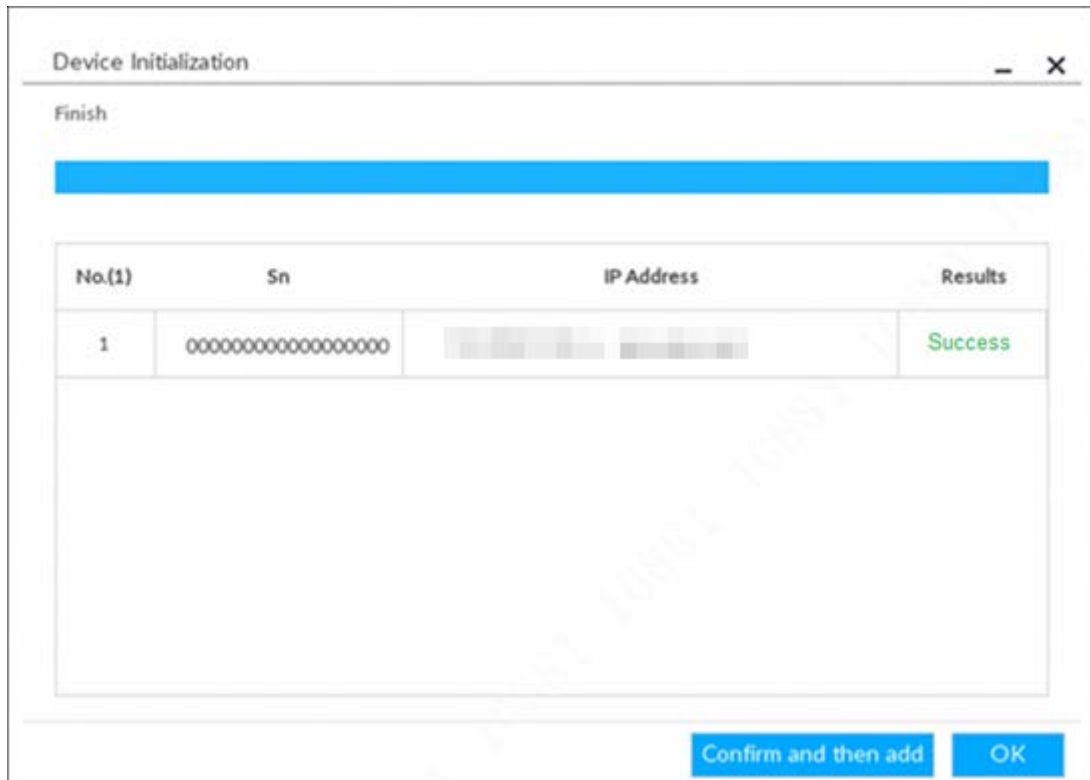 Device Initialization
Finish
No.(1) Sn IP Address Results
1 000000000000000000 Success
Confirm and then add OK